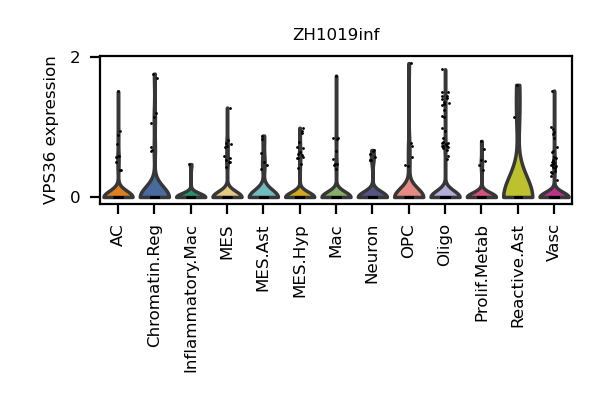 ZH1019inf
VPS36 expression
2
0
AC
Chromatin.Reg
Inflammatory.Mac
MES
MES.Ast
MES.Hyp
Mac
Neuron
OPC
Oligo
Prolif.Metab
Reactive.Ast
Vasc